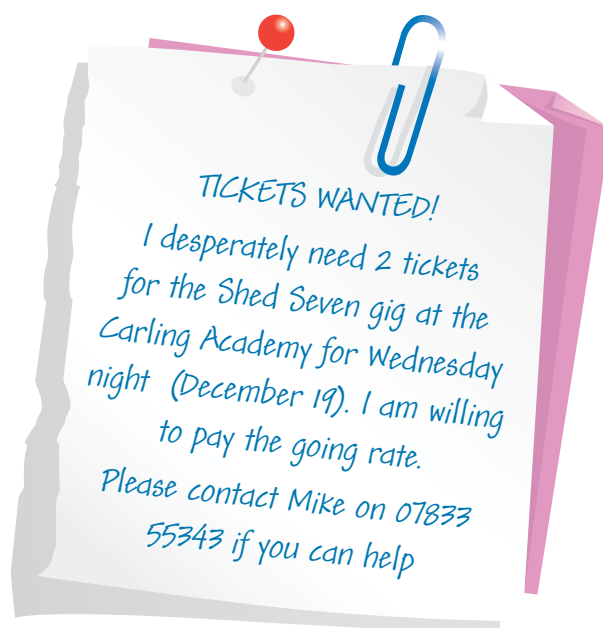 TICKETS WANTED!
I desperately need 2 tickets
for the Shed Seven gig at the
Carling Academy for Wednesday
night (December 19). I am willing
to pay the going rate.
Please contact Mike on 07833
55343 if you can help